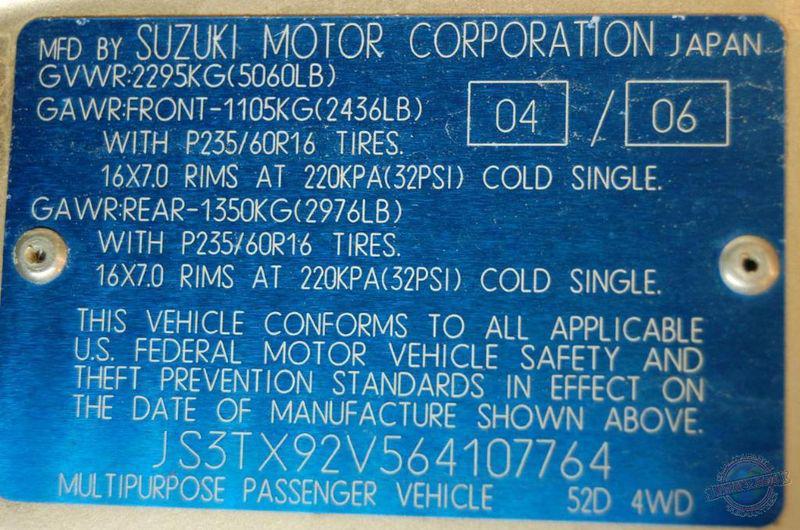 MFD BY SUZUKI MOTOR CORPORATION JAPAN
GVWR:2295KG(5060LB)
GAWR:FRONT-1105KG(2436LB) 04 / 06
WITH P235/60R16 TIRES.
16X7.0 RIMS AT 220KPA(32PSI) COLD SINGLE.
GAWR:REAR-1350KG(2976LB)
WITH P235/60R16 TIRES.
16X7.0 RIMS AT 220KPA(32PSI) COLD SINGLE.
THIS VEHICLE CONFORMS TO ALL APPLICABLE
U.S. FEDERAL MOTOR VEHICLE SAFETY AND
THEFT PREVENTION STANDARDS IN EFFECT ON
THE DATE OF MANUFACTURE SHOWN ABOVE.
JS3TX92V564107764
MULTIPURPOSE PASSENGER VEHICLE 52D 4WD